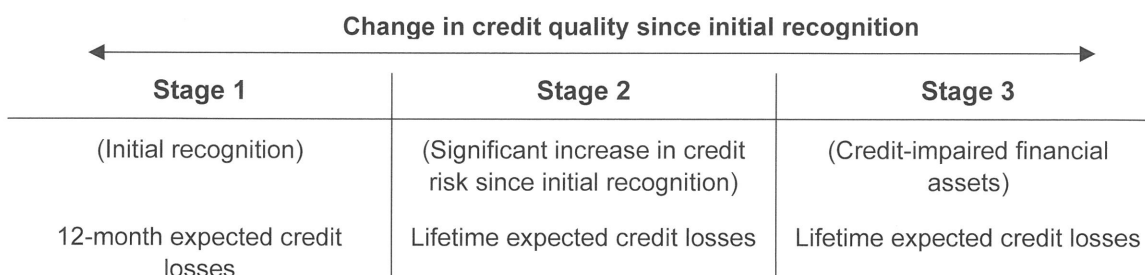 Change in credit quality since initial recognition
Stage 1
Stage 2
Stage 3
(Initial recognition)
(Significant increase in credit
risk since initial recognition)
(Credit-impaired financial
assets)
12-month expected credit
losses
Lifetime expected credit losses
Lifetime expected credit losses